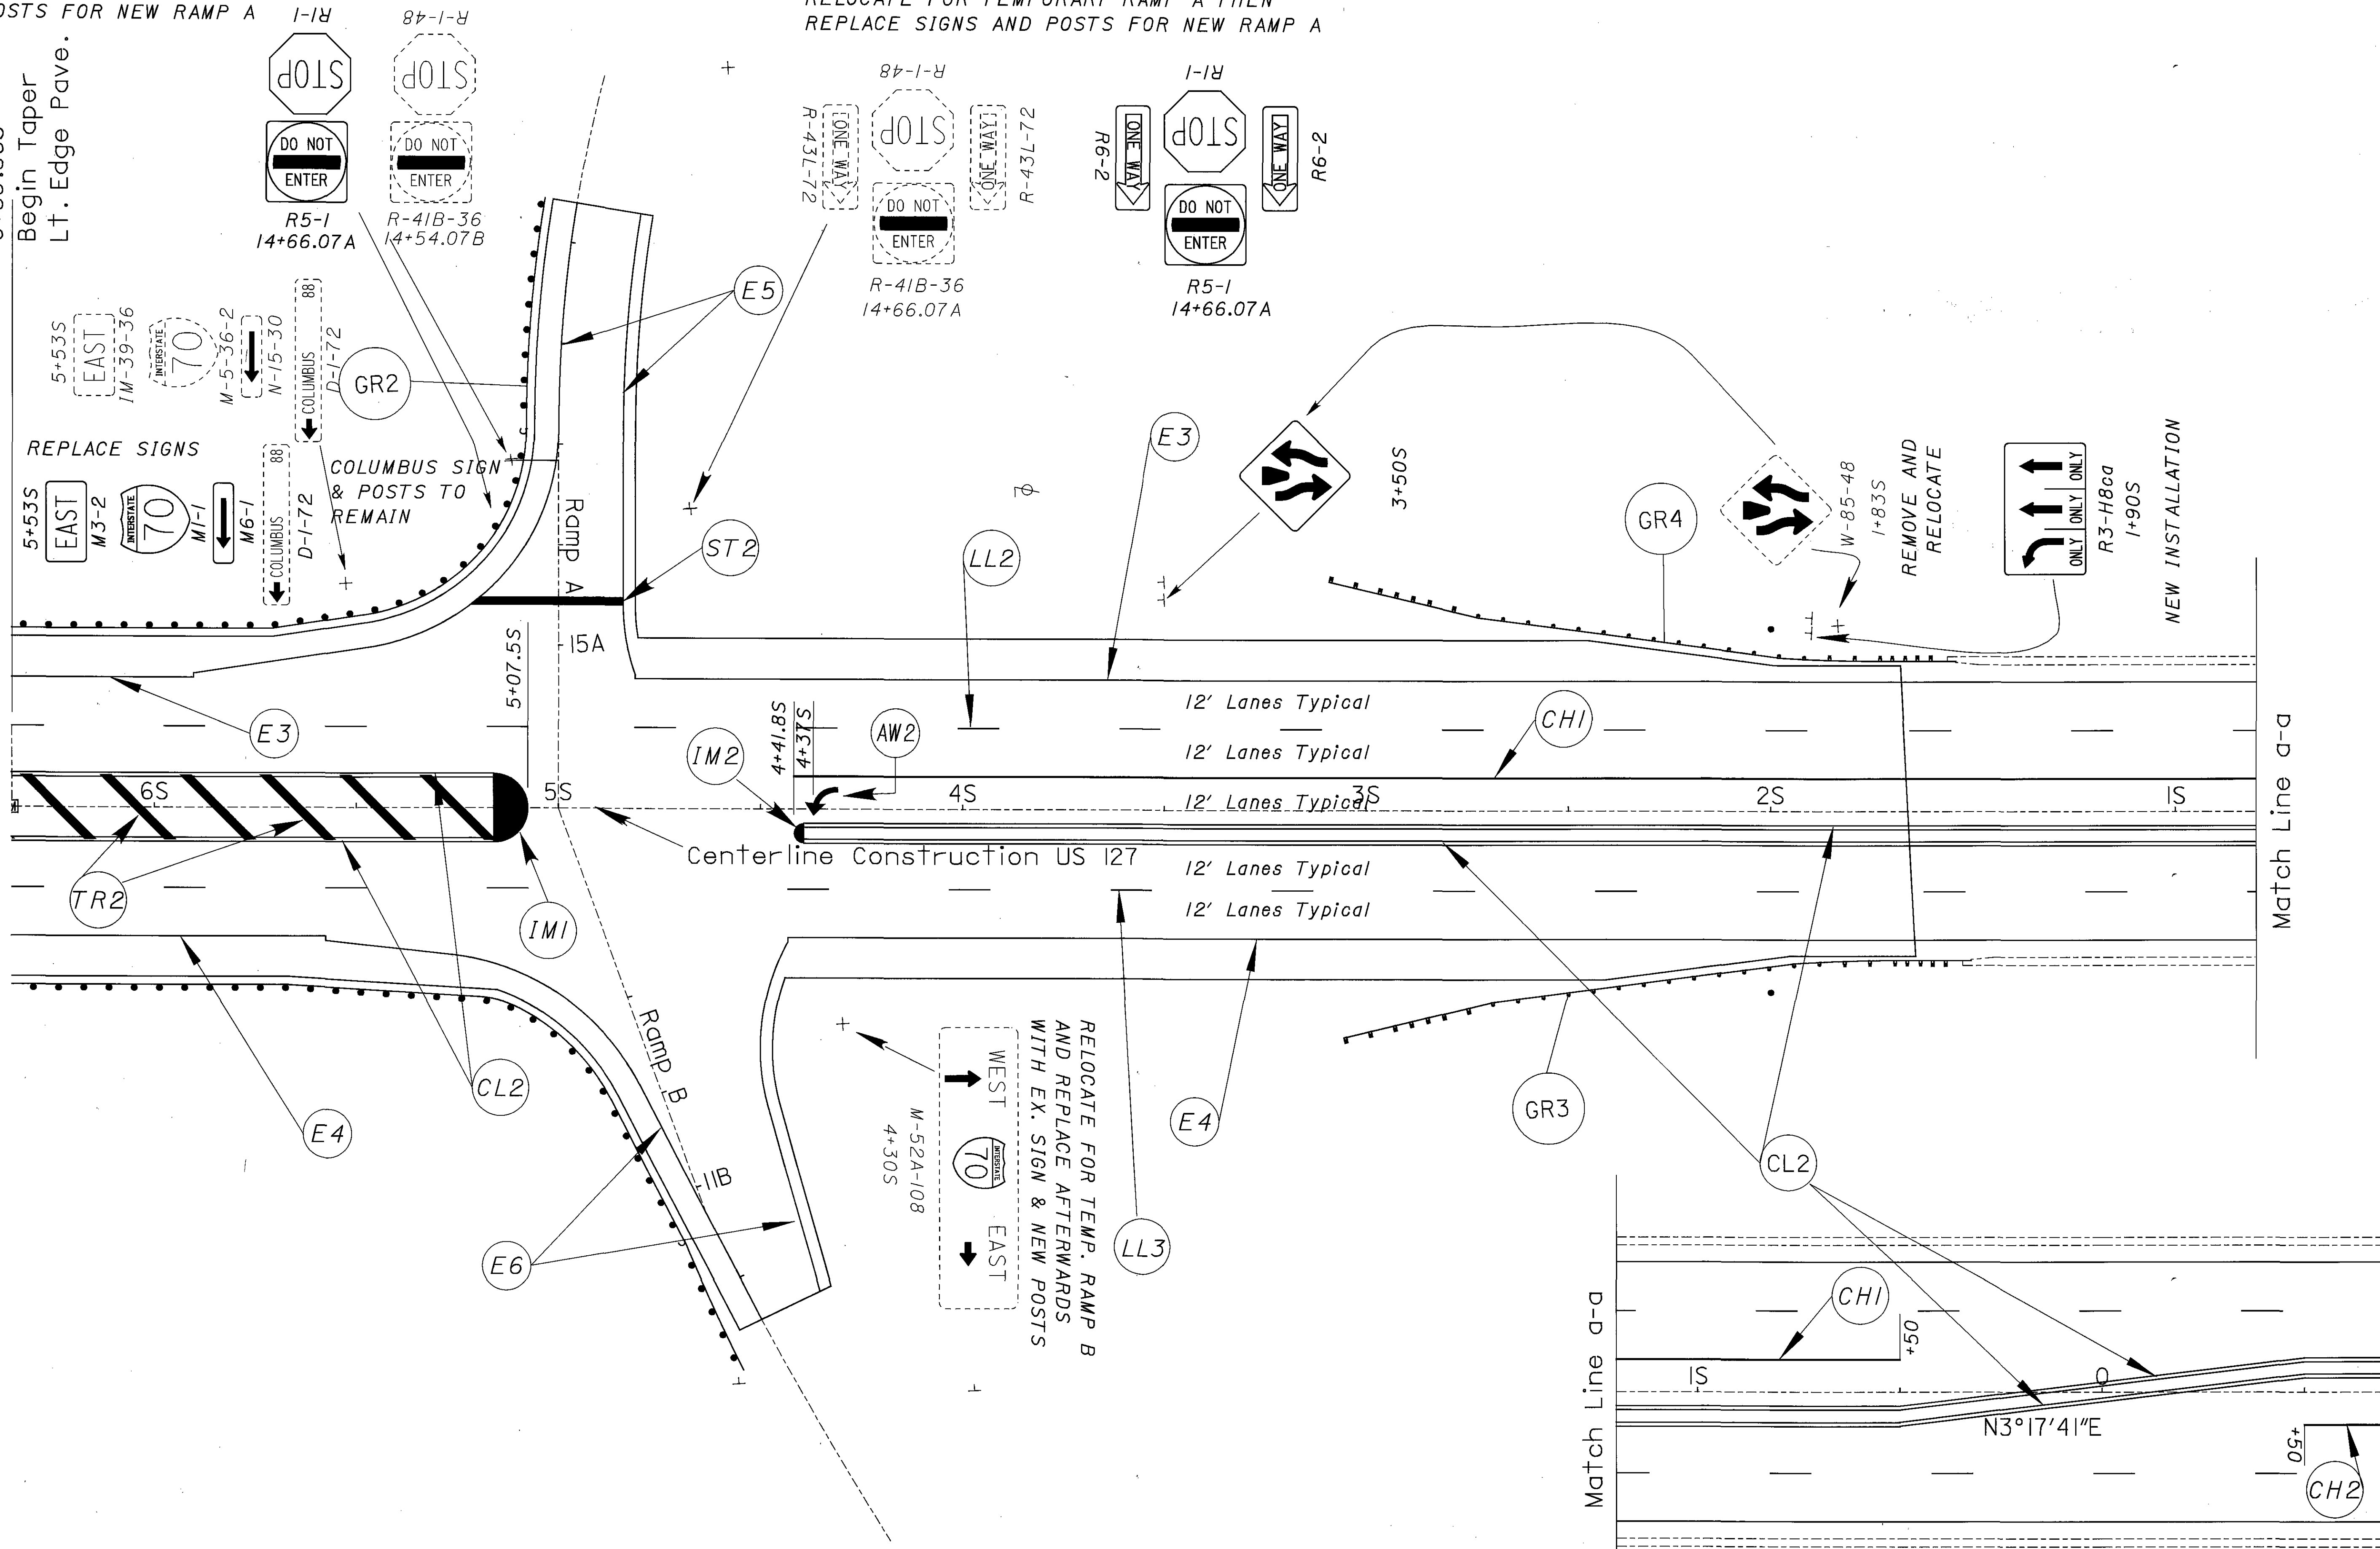 POSTS FOR NEW RAMP A
REPLACE SIGNS AND POSTS FOR NEW RAMP A
Begin Taper
Lt. Edge Pave.
R1-1
STOP
DO NOT
ENTER
R5-1
14+66.07A
R-1-48
STOP
DO NOT
ENTER
R-41B-36
14+54.07B
R-43L-72
ONE WAY
R-1-48
STOP
ONE WAY
R-43L-72
DO NOT
ENTER
R-41B-36
14+66.07A
R6-2
ONE WAY
R1-1
STOP
ONE WAY
R6-2
DO NOT
ENTER
R5-1
14+66.07A
5+53S
EAST
IM-39-36
INTERSTATE
70
M-5-36-2
N-15-30
COLUMBUS 88
D-1-72
GR2
E5
REPLACE SIGNS
5+53S
EAST
M3-2
INTERSTATE
70
M1-1
M6-1
COLUMBUS 88
D-1-72
COLUMBUS SIGN
& POSTS TO
REMAIN
Ramp A
ST2
15A
5+07.5S
LL2
E3
3+50S
GR4
W-85-48
1+83S
REMOVE AND
RELOCATE
ONLY ONLY ONLY
R3-H8ca
1+90S
NEW INSTALLATION
E3
IM2
4+41.8S
4+37S
AW2
12' Lanes Typical
12' Lanes Typical
12' Lanes Typical
12' Lanes Typical
12' Lanes Typical
CH1
6S
5S
4S
3S
2S
1S
Match Line a-a
Centerline Construction US 127
TR2
IM1
CL2
E4
Ramp B
11B
E6
WEST
INTERSTATE
70
EAST
M-52A-108
4+30S
RELOCATE FOR TEMP. RAMP B
AND REPLACE AFTERWARDS
WITH EX. SIGN & NEW POSTS
LL3
E4
GR3
CL2
Match Line a-a
CH1
+50
1S
0
N3°17'41"E
+50
CH2